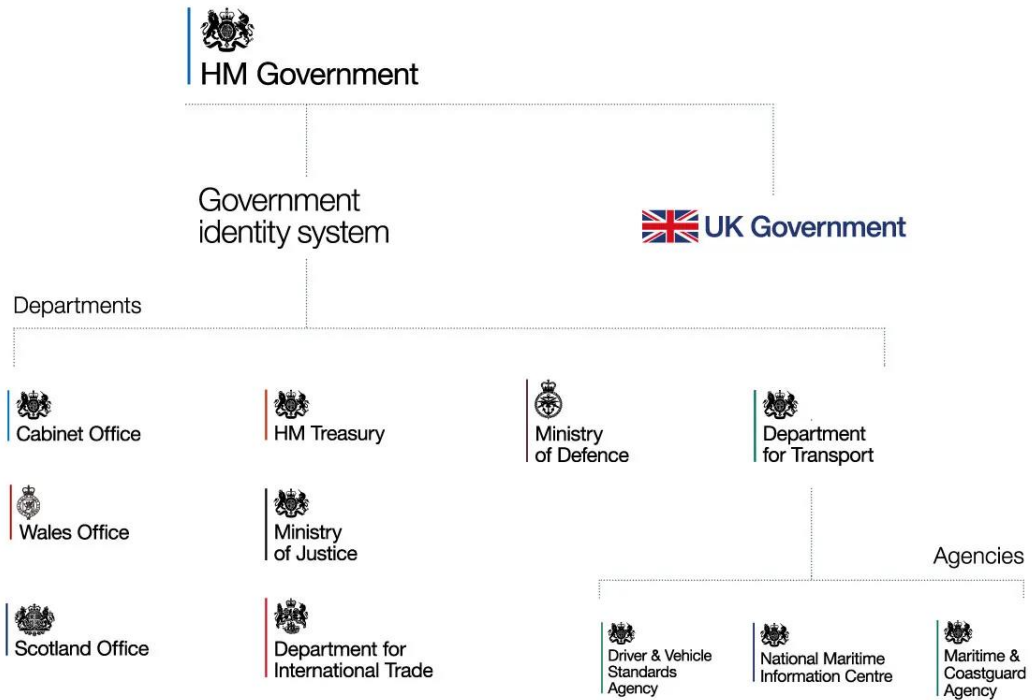 HM Government
Government
identity system
UK Government
Departments
Cabinet Office
HM Treasury
Ministry
of Defence
Department
for Transport
Wales Office
Ministry
of Justice
Agencies
Scotland Office
Department for
International Trade
Driver & Vehicle
Standards
Agency
National Maritime
Information Centre
Maritime &
Coastguard
Agency